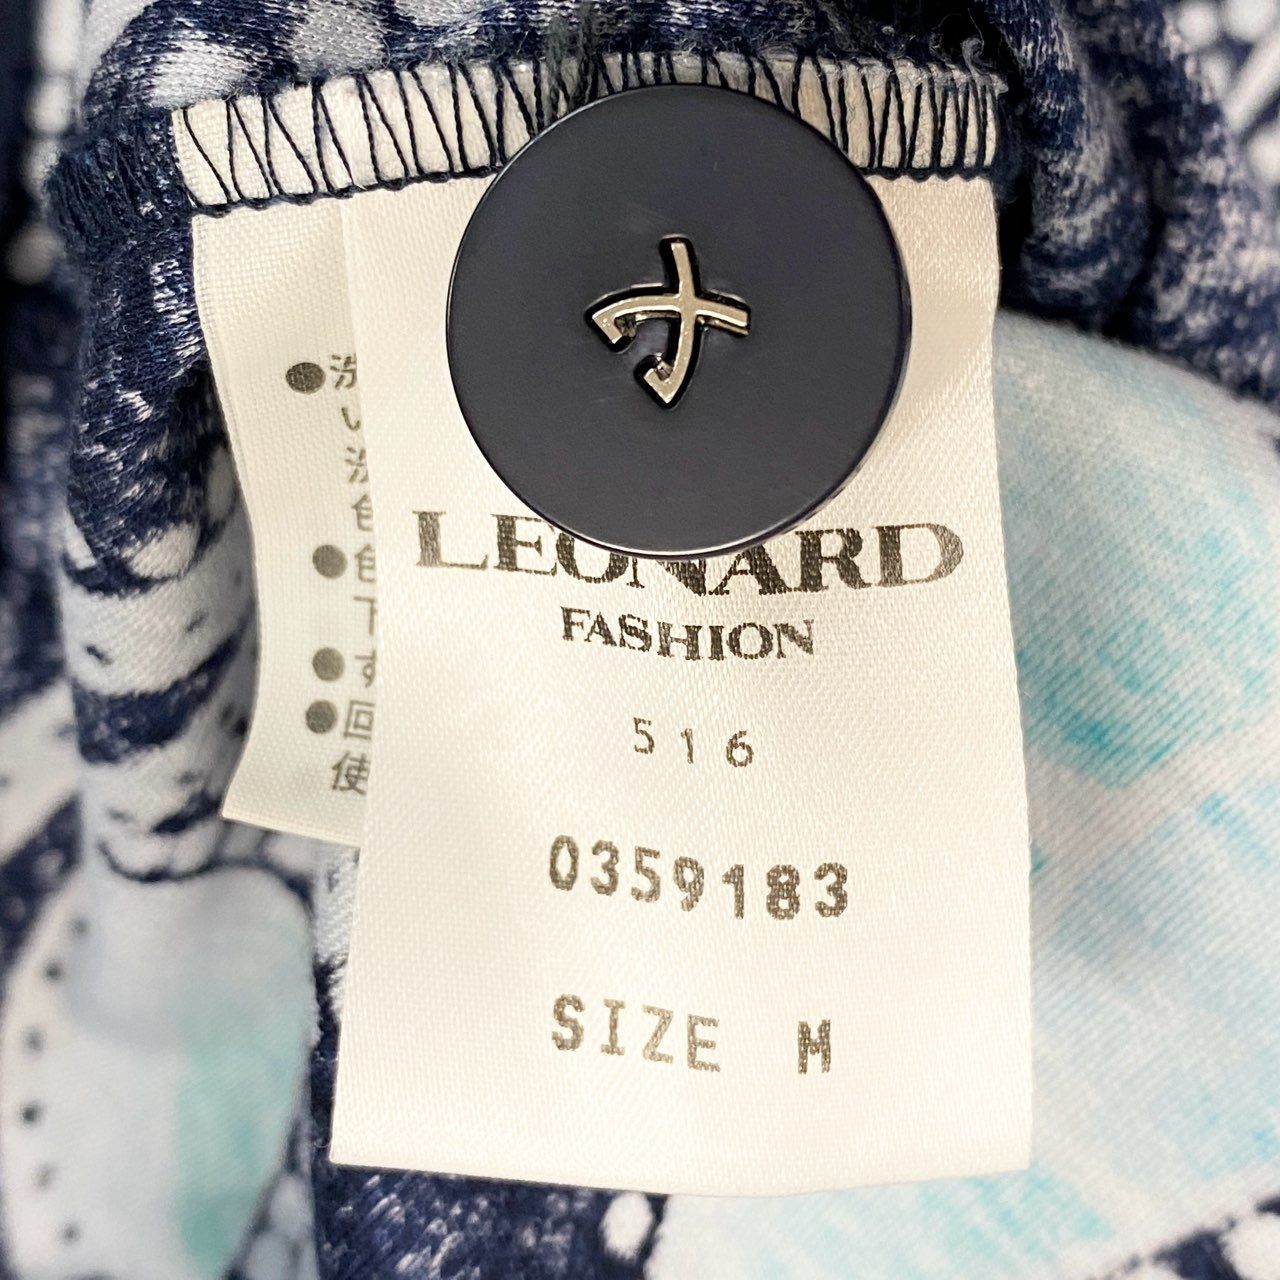 LEONARD
FASHION
516
0359183
SIZE M